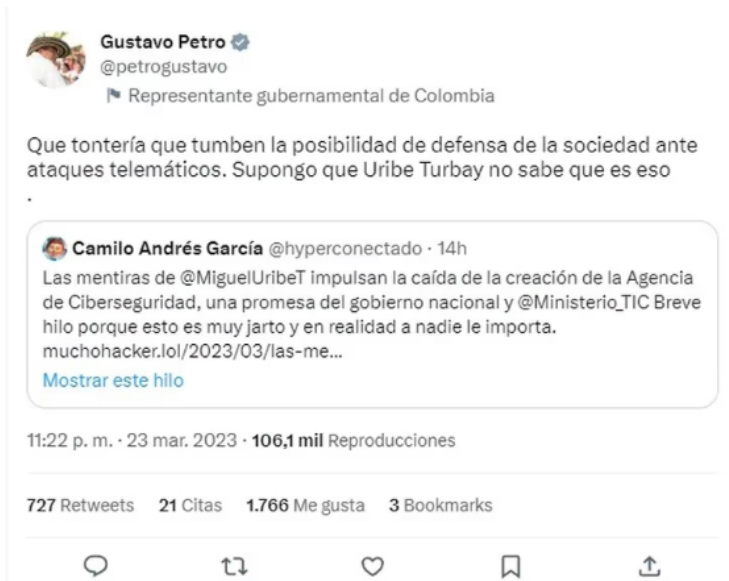 Gustavo Petro
@petrogustavo
Representante gubernamental de Colombia
Que tontería que tumben la posibilidad de defensa de la sociedad ante
ataques telemáticos. Supongo que Uribe Turbay no sabe que es eso
.
Camilo Andrés García @hyperconectado · 14h
Las mentiras de @MiguelUribeT impulsan la caída de la creación de la Agencia
de Ciberseguridad, una promesa del gobierno nacional y @Ministerio_TIC Breve
hilo porque esto es muy jarto y en realidad a nadie le importa.
muchohacker.lol/2023/03/las-me...
Mostrar este hilo
11:22 p. m. · 23 mar. 2023 · 106,1 mil Reproducciones
727 Retweets 21 Citas 1.766 Me gusta 3 Bookmarks